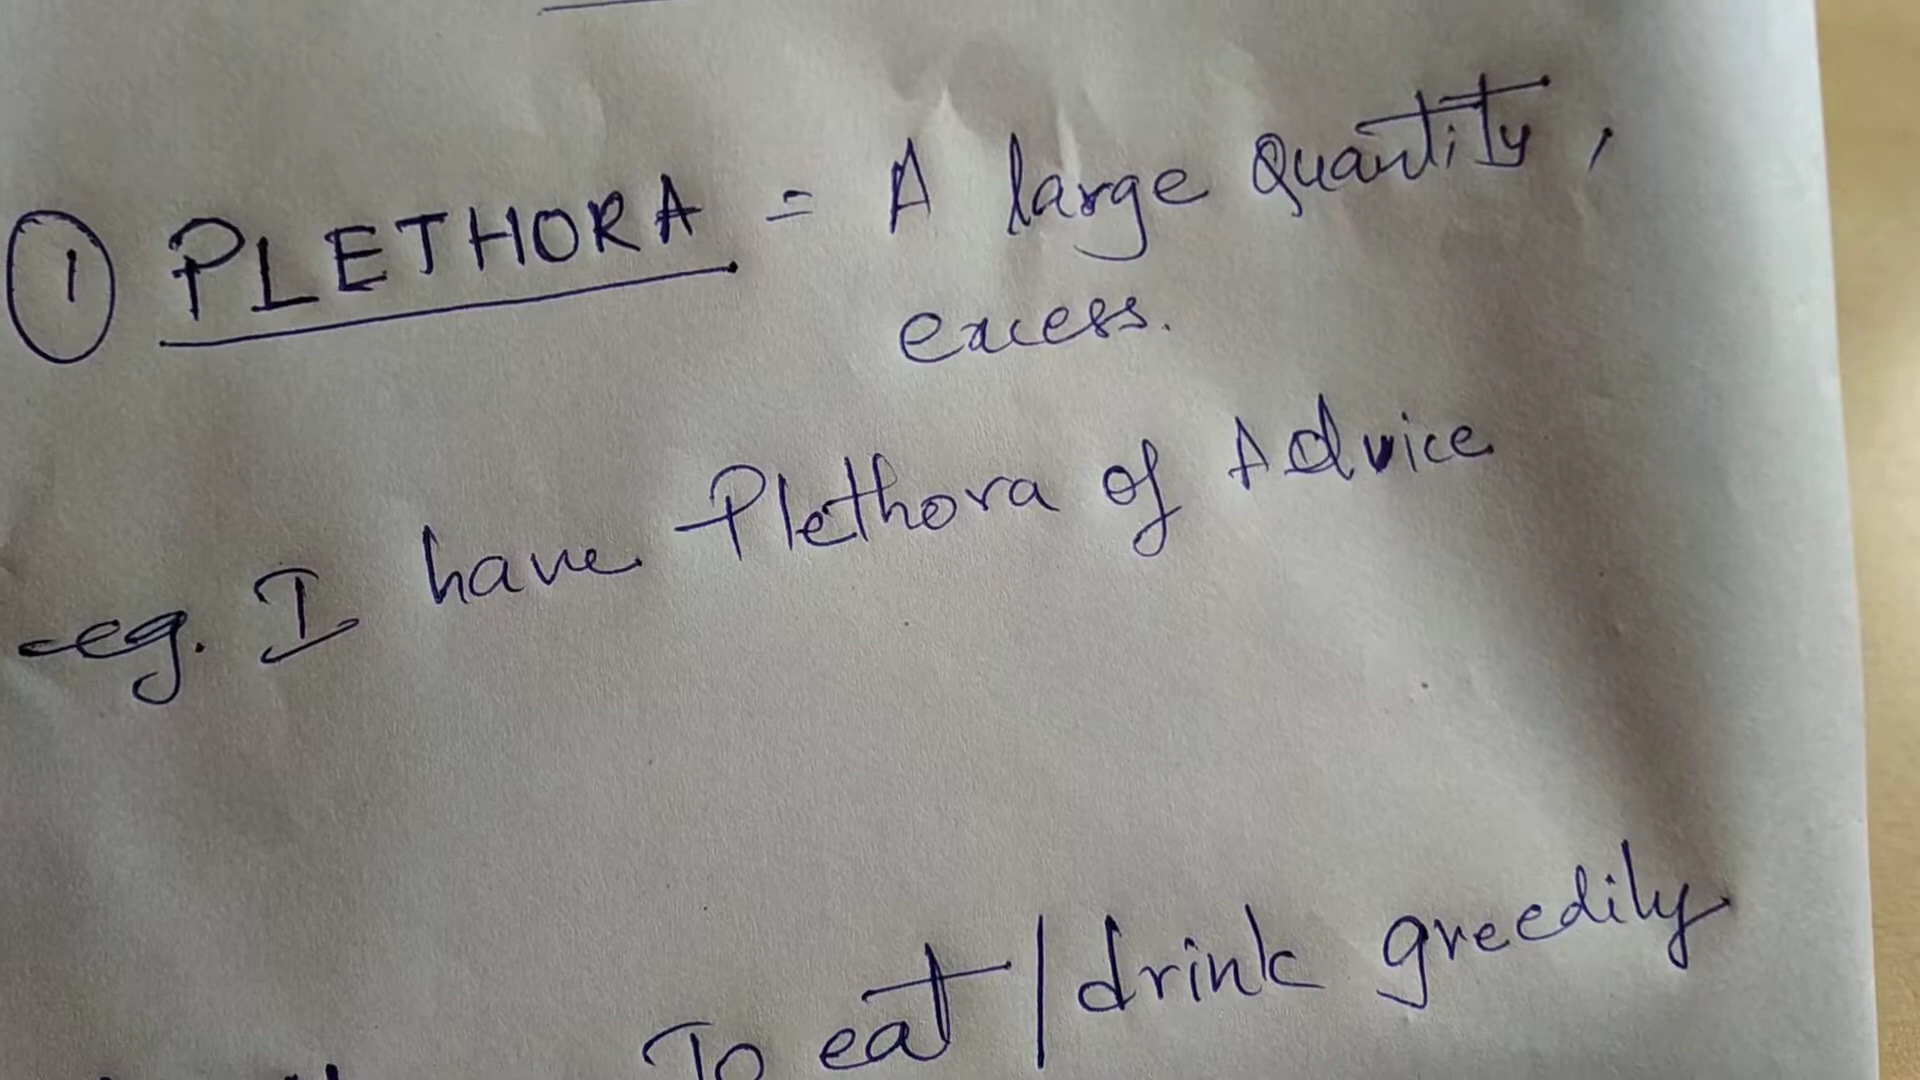 1 PLETHORA = A large Quantity,
excess.
eg. I have Plethora of Advice
To eat/drink greedily